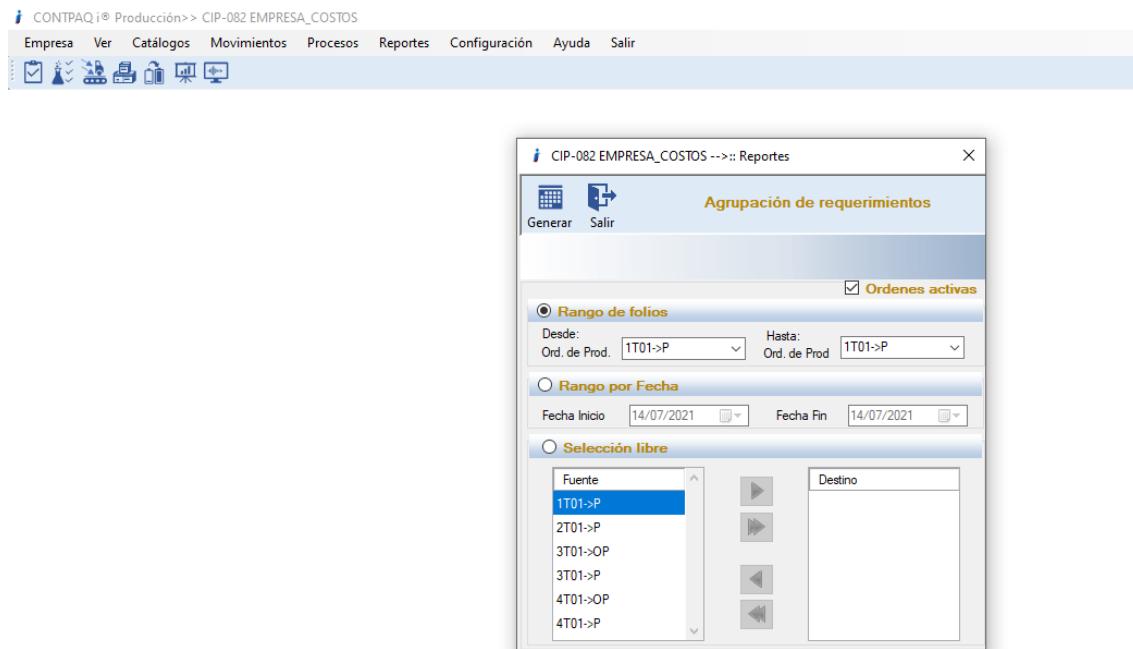 CONTPAQ i® Producción>> CIP-082 EMPRESA_COSTOS
Empresa Ver Catálogos Movimientos Procesos Reportes Configuración Ayuda Salir
CIP-082 EMPRESA_COSTOS -->:: Reportes
Generar Salir
Agrupación de requerimientos
Ordenes activas
Rango de folios
Desde:
Ord. de Prod. 1T01->P
Hasta:
Ord. de Prod 1T01->P
Rango por Fecha
Fecha Inicio 14/07/2021 Fecha Fin 14/07/2021
Selección libre
Fuente
1T01->P
2T01->P
3T01->OP
3T01->P
4T01->OP
4T01->P
Destino